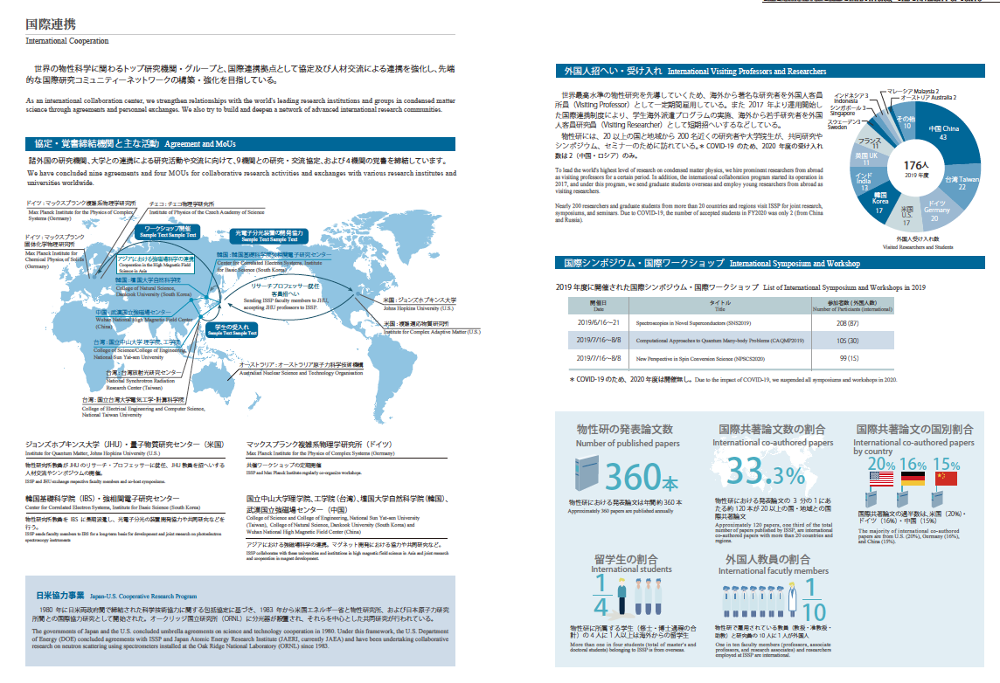 国際連携
International Cooperation
世界の物性科学に関わるトップ研究機関・グループと、国際連携拠点として協定及び人材交流による連携を強化し、先端
的な国際研究コミュニティーネットワークの構築・強化を目指している。
As an international collaboration center, we strengthen relationships with the world's leading research institutions and groups in condensed matter
science through agreements and personnel exchanges. We also try to build and deepen a network of advanced international research communities.
協定・覚書締結機関と主な活動 Agreement and MoUs
諸外国の研究機関、大学との連携による研究活動や交流に向けて、9機関との研究・交流協定、および4機関の覚書を締結しています。
We have concluded nine agreements and four MOUs for collaborative research activities and exchanges with various research institutes and
universities worldwide.
ドイツ：マックスプランク複雑系物理学研究所
Max Planck Institute for the Physics of Complex
Systems (Germany)
チェコ：チェコ物理学研究所
Institute of Physics of the Czech Academy of Science
ワークショップ開催
Sample Text Sample Text
光電子分光装置の開発協力
Sample Text Sample Text
ドイツ：マックスプランク
固体化学物理研究所
Max Planck Institute for
Chemical Physics of Solids
(Germany)
アジアにおける強磁場科学の連携
Cooperation in the High Magnetic Field
Science in Asia
韓国：韓国基礎科学院強相関電子研究センター
Center for Correlated Electron Systems, Institute
for Basic Science (South Korea)
韓国：壇国大学自然科学院
College of Natural Science,
Dankook University (South Korea)
リサーチプロフェッサー就任
客員招へい
Sending ISSP faculty members to JHU,
accepting JHU professors to ISSP.
米国：ジョンズホプキンス大学
Johns Hopkins University (U.S.)
中国：武漢国立強磁場センター
Wuhan National High Magnetic Field Center
(China)
学生の受入れ
Sample Text Sample Text
米国：複雑適応物質研究所
Institute for Complex Adaptive Matter(U.S.)
台湾：国立中山大学 理学院、工学院
College of Science/College of Engineering,
National Sun Yat-sen University
オーストラリア：オーストラリア原子力科学技術機構
Australian Nuclear Science and Technology Organisation
台湾：台湾放射光研究センター
National Synchrotron Radiation
Research Center (Taiwan)
台湾：国立台湾大学電気工学・計算科学院
College of Electrical Engineering and Computer Science,
National Taiwan University
ジョンズホプキンス大学（JHU）・量子物質研究センター（米国）
Institute for Quantum Matter, Johns Hopkins University (U.S.)
物性研究所教員が JHU のリサーチ・プロフェッサーに就任、JHU 教員を招へいする
人材交流やシンポジウムの開催。
ISSP and JHU exchange respective faculty members and co-host symposiums.
マックスプランク複雑系物理学研究所（ドイツ）
Max Planck Institute for the Physics of Complex (Germany)
共催ワークショップの定期開催
ISSP and Max Planck Institute regularly co-organize workshops.
韓国基礎科学院（IBS）・強相関電子研究センター
Center for Correlated Electron Systems, Institute for Basic Science (South Korea)
物性研究所教員を IBS に長期派遣し、光電子分光の装置開発協力や共同研究などを
行う。
ISSP sends faculty members to IBS for a long-term basis for development and joint research on photoelectron
spectroscopy instruments
国立中山大学理学院、工学院（台湾）、壇国大学自然科学院（韓国）、
武漢国立強磁場センター（中国）
College of Science and College of Engineering, National Sun Yat-sen University
(Taiwan), College of Natural Science, Dankook University (South Korea) and
Wuhan National High Magnetic Field Center (China)
アジアにおける強磁場科学の連携。マグネット開発における協力や共同研究など。
ISSP collaborates with these universities and institutions in high magnetic field science in Asia and joint research
and cooperation in magnet development.
日米協力事業 Japan-U.S. Cooperative Research Program
1980 年に日米両政府間で締結された科学技術協力に関する包括協定に基づき、1983 年から米国エネルギー省と物性研究所、および日本原子力研究
所間との国際協力研究として開始された。オークリッジ国立研究所（ORNL）に分光器が設置され、それらを中心とした共同研究が行われている。
The governments of Japan and the U.S. concluded umbrella agreements on science and technology cooperation in 1980. Under this framework, the U.S. Department
of Energy (DOE) concluded agreements with ISSP and Japan Atomic Energy Research Institute (JAERI, currently JAEA) and have been undertaking collaborative
research on neutron scattering using spectrometers installed at the Oak Ridge National Laboratory (ORNL) since 1983.
外国人招へい・受け入れ International Visiting Professors and Researchers
世界最高水準の物性研究を先導していくため、海外から著名な研究者を外国人客員
所員（Visiting Professor）として一定期間雇用している。また 2017 年より運用開始し
た国際連携制度により、学生海外派遣プログラムの実施、海外から若手研究者を外国
人客員研究員（Visiting Researcher）として短期招へいするなどしている。
物性研究には、20 以上の国と地域から 200 名近くの研究者や大学院生が、共同研究やシ
ンポジウム、セミナーのために訪れている。＊COVID-19 のため、2020 年度の受け入れ
数は 2（中国・ロシア）のみ。
To lead the world's highest level of research on condensed matter physics, we hire prominent researchers from abroad
as visiting professors for a certain period. In addition, the international collaboration program started its operation in
2017, and under this program, we send graduate students overseas and employ young researchers from abroad as
visiting researchers.
Nearly 200 researchers and graduate students from more than 20 countries and regions visit ISSP for joint research,
symposiums, and seminars. Due to COVID-19, the number of accepted students in FY2020 was only 2 (from China
and Russia).
マレーシア Malaysia 2
オーストラリア Australia 2
インドネシア 3
Indonesia
シンガポール 3
Singapore
スウェーデン3
Sweden
その他
10
中国 China
43
フランス
11
英国 UK
11
インド
India
13
韓国
Korea
17
米国
U.S.
17
ドイツ
Germany
20
台湾 Taiwan
22
176人
2019 年度
外国人受け入れ数
Visited Researchers and Students
国際シンポジウム・国際ワークショップ International Symposium and Workshop
2019 年度に開催された国際シンポジウム・国際ワークショップ List of International Symposium and Workshops in 2019
開催日 タイトル 参加者数（外国人数）
Date Title Number of Particiants (international)
2019/6/16～21 Spectroscopies in Novel Superconductors (SNS2019) 208 (87)
2019/7/16～8/8 Computational Approaches to Quantum Many-body Problems (CAQMP2019) 105 (30)
2019/7/16～8/8 New Perspective in Spin Conversion Science (NPSCS2020) 99 (15)
＊COVID-19 のため、2020 年度は開催無し。Due to the impact of COVID-19, we suspended all symposiums and workshops in 2020.
物性研の発表論文数
Number of published papers
360本
物性研における発表論文は年間約 360 本
Approximately 360 papers are published annually
国際共著論文数の割合
International co-authored papers
33.3%
物性研における発表論文の 3 分の 1 にあ
たる約 120 本が 20 以上の国・地域との国
際共著論文
Approximately 120 papers, one third of the total
number of papers published by ISSP, are international
co-authored papers with more than 20 countries and
regions.
国際共著論文の国別割合
International co-authored papers
by country
20% 16% 15%
国際共著論文の過半数は、米国（20%）・
ドイツ（16%）・中国（15%）
The majority of international co-authored
papers are from U.S. (20%), Germany (16%),
and China (15%).
留学生の割合
International students
1
4
物性研に所属する学生（修士・博士過程の合
計）の 4 人に 1 人以上は海外からの留学生
More than one in four students (total of master's and
doctoral students) belonging to ISSP is from overseas.
外国人教員の割合
International facutly members
1
10
物性研で雇用されている教員（教授・准教授・
助教）と研究員の 10 人に 1 人が外国人
One in ten faculty members (professors, associate
professors, and research associates) and researchers
employed at ISSP are international.